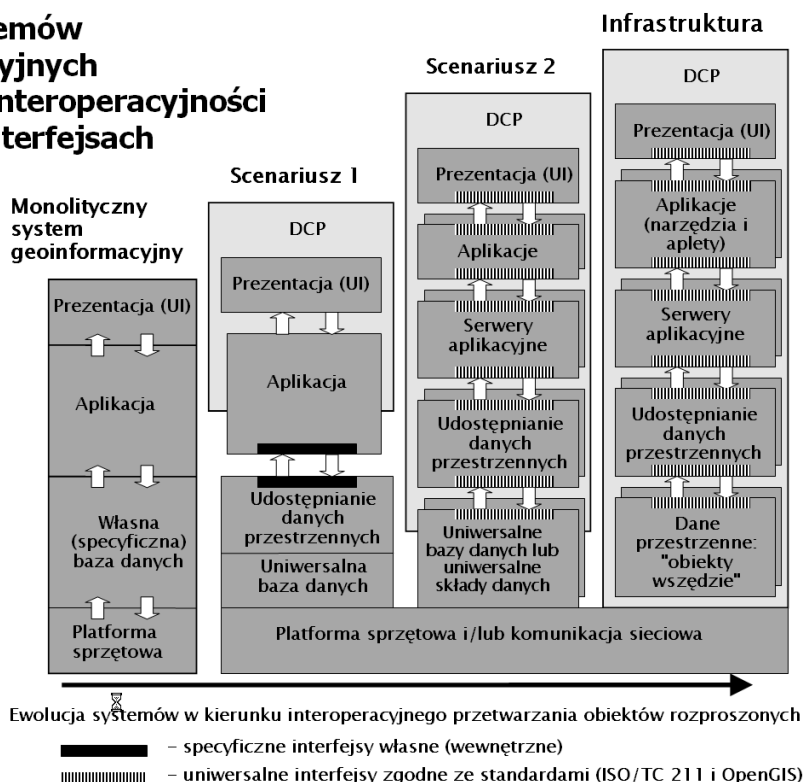 emów
yjnych
nteroperacyjności
terfejsach
Monolityczny
system
geoinformacyjny
Prezentacja (UI)
Aplikacja
Własna
(specyficzna)
baza danych
Platforma
sprzętowa
Scenariusz 1
DCP
Prezentacja (UI)
Aplikacja
Udostępnianie
danych
przestrzennych
Uniwersalna
baza danych
Scenariusz 2
DCP
Prezentacja (UI)
Aplikacje
Serwery
aplikacyjne
Udostępnianie
danych
przestrzennych
Uniwersalne
bazy danych lub
uniwersalne
składy danych
Infrastruktura
DCP
Prezentacja (UI)
Aplikacje
(narzędzia i
aplety)
Serwery
aplikacyjne
Udostępnianie
danych
przestrzennych
Dane
przestrzenne:
"obiekty
wszędzie"
Platforma sprzętowa i/lub komunikacja sieciowa
Ewolucja systemów w kierunku interoperacyjnego przetwarzania obiektów rozproszonych
– specyficzne interfejsy własne (wewnętrzne)
– uniwersalne interfejsy zgodne ze standardami (ISO/TC 211 i OpenGIS)